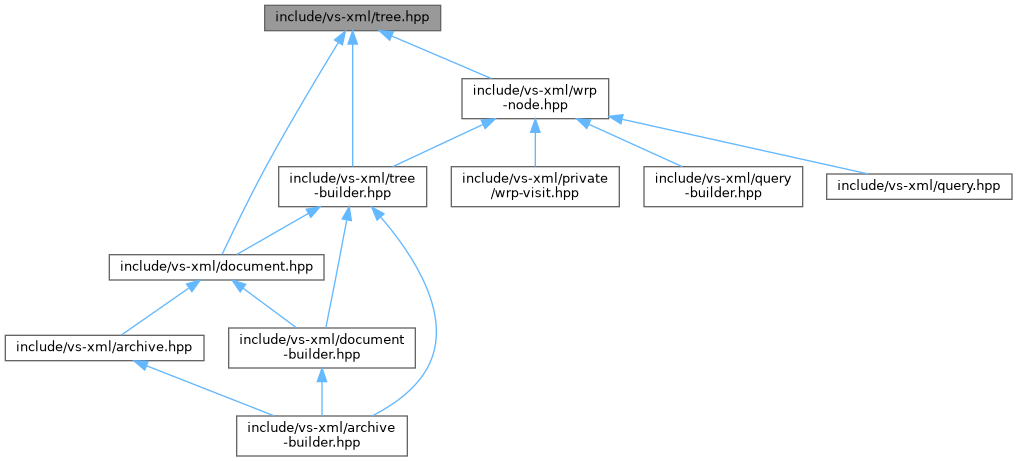 include/vs-xml/tree.hpp
include/vs-xml/wrp
-node.hpp
include/vs-xml/tree
-builder.hpp
include/vs-xml/private
/wrp-visit.hpp
include/vs-xml/query
-builder.hpp
include/vs-xml/query.hpp
include/vs-xml/document.hpp
include/vs-xml/archive.hpp
include/vs-xml/document
-builder.hpp
include/vs-xml/archive
-builder.hpp